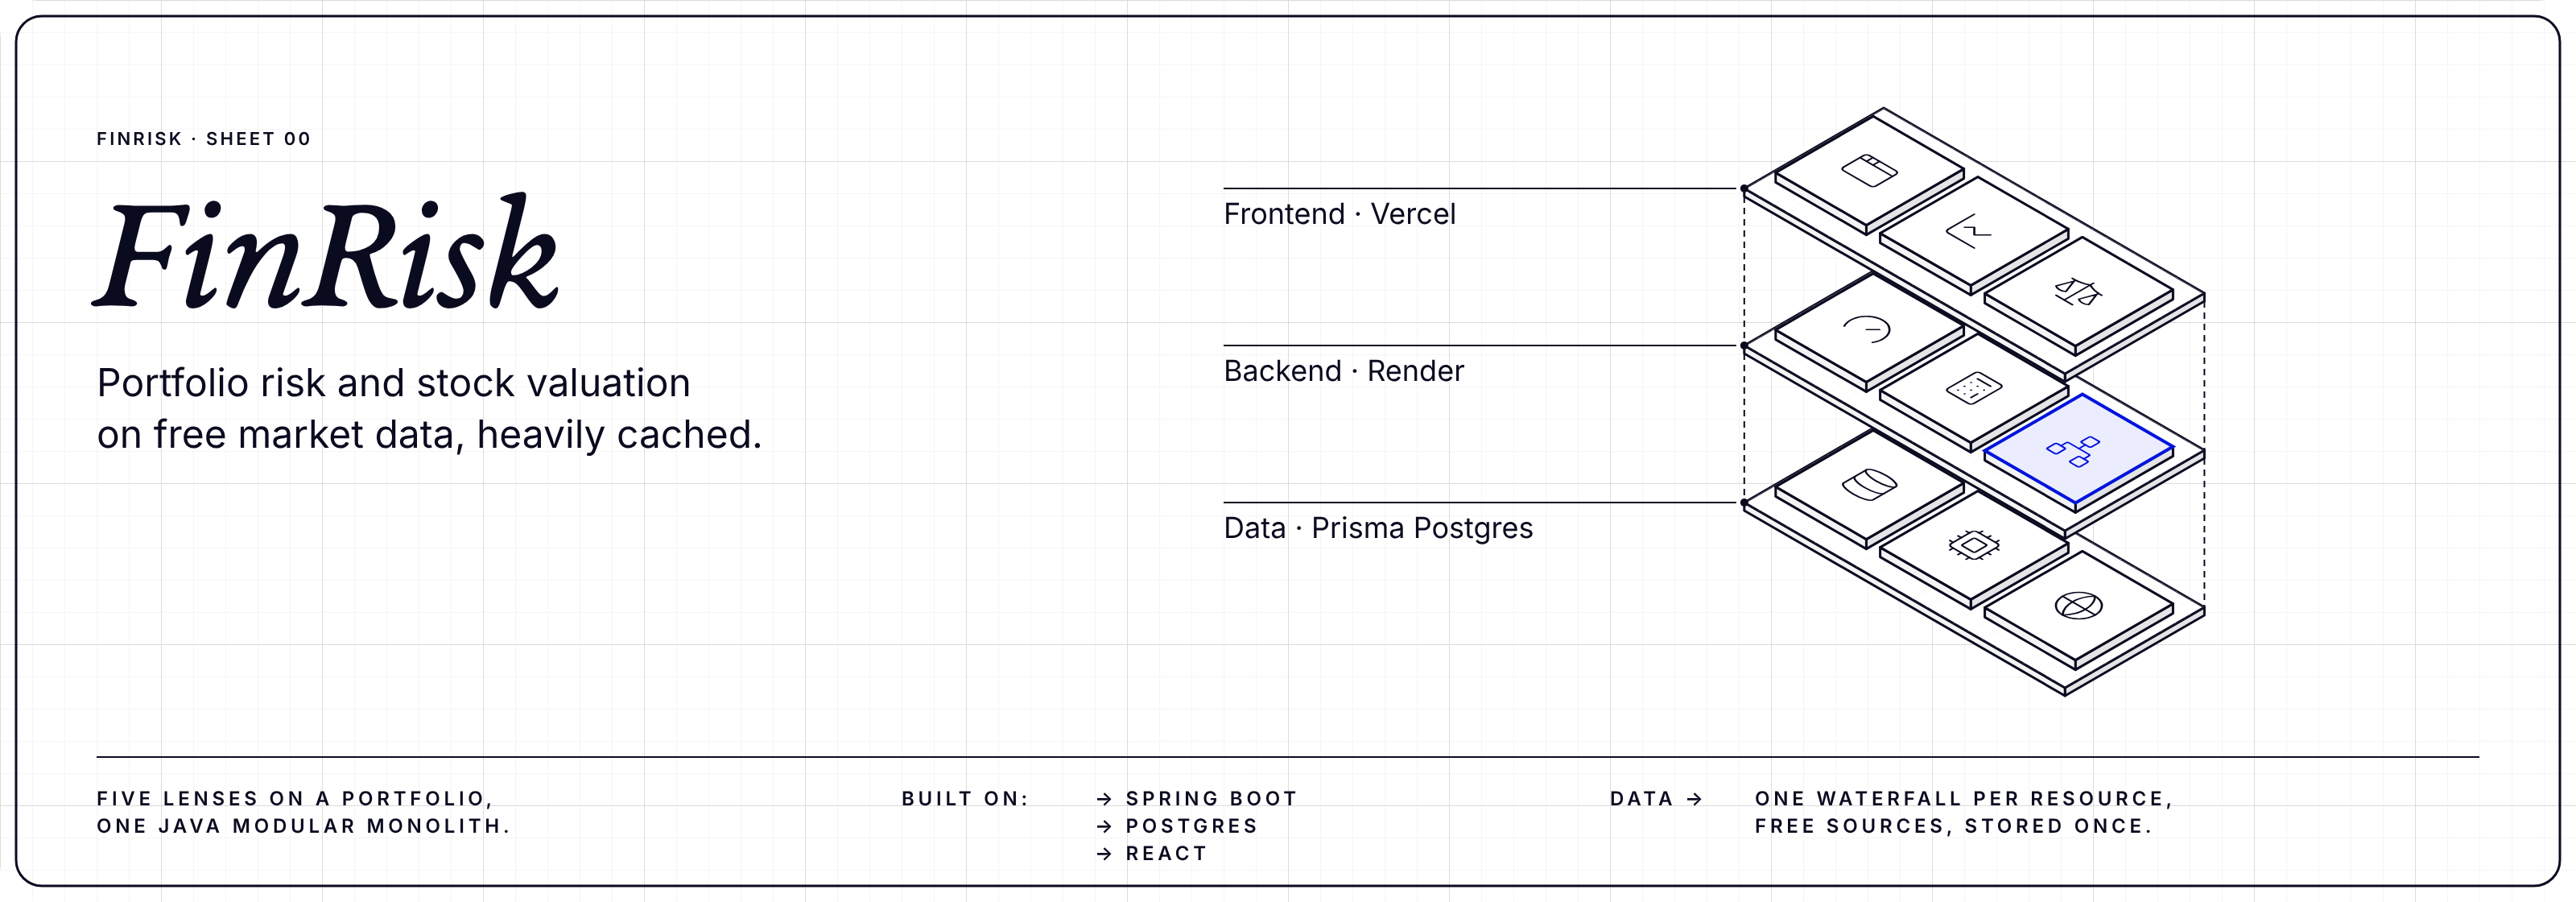 FINRISK · SHEET 00
FinRisk
Portfolio risk and stock valuation
on free market data, heavily cached.
Frontend · Vercel
Backend · Render
Data · Prisma Postgres
FIVE LENSES ON A PORTFOLIO,
ONE JAVA MODULAR MONOLITH.
BUILT ON:
→ SPRING BOOT
→ POSTGRES
→ REACT
DATA →
ONE WATERFALL PER RESOURCE,
FREE SOURCES, STORED ONCE.